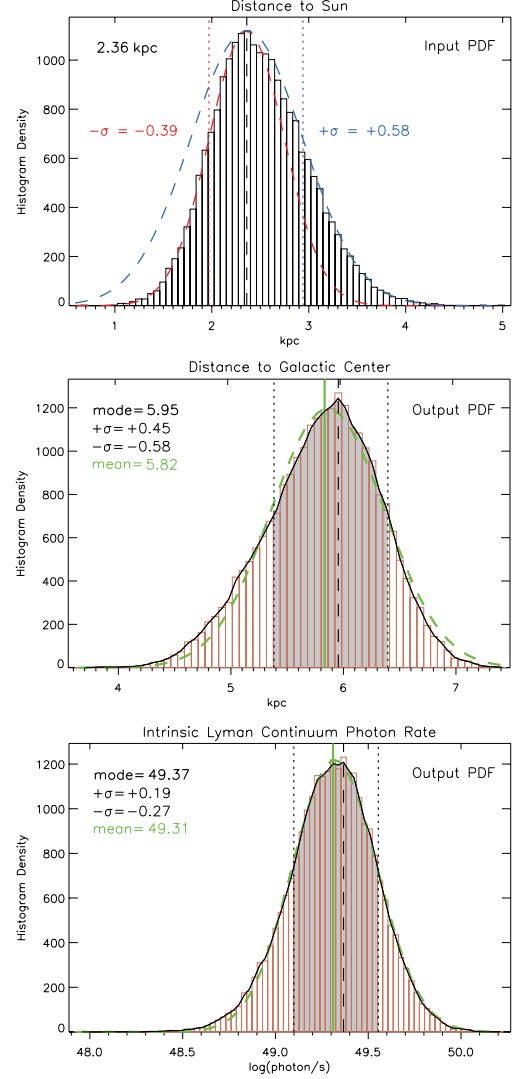 Distance to Sun
2.36 kpc
Input PDF
−σ = −0.39
+σ = +0.58
Histogram Density
1000
800
600
400
200
0
1 2 3 4 5
kpc
Distance to Galactic Center
mode=5.95
+σ=+0.45
−σ=−0.58
mean=5.82
Output PDF
Histogram Density
1200
1000
800
600
400
200
0
4 5 6 7
kpc
Intrinsic Lyman Continuum Photon Rate
mode=49.37
+σ=+0.19
−σ=−0.27
mean=49.31
Output PDF
Histogram Density
1200
1000
800
600
400
200
0
48.0 48.5 49.0 49.5 50.0
log(photon/s)